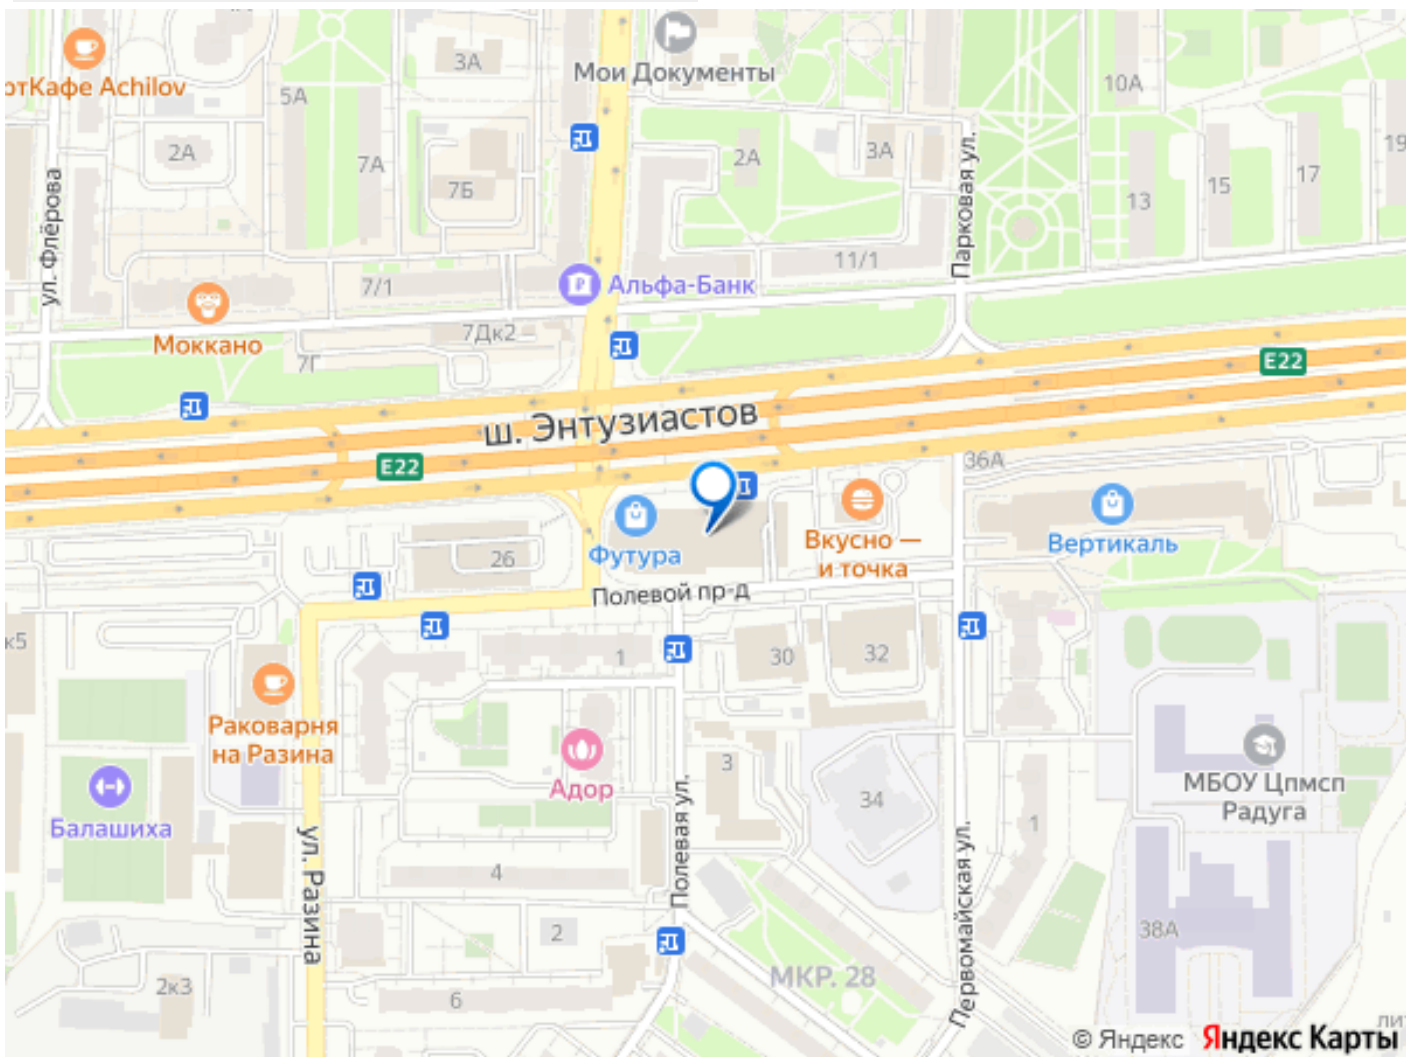 Мои Документы
3А
ртКафе Achilov
5А
10А
2А
7А
7Б
2А
3А
13
15
17
19
ул. Флёрова
Парковая ул.
11/1
7/1
Альфа-Банк
Моккано
7Дк2
7Г
E22
ш. Энтузиастов
E22
36А
Футура
26
Вкусно —
и точка
Вертикаль
Полевой пр-д
к5
1
30
32
Раковарня
на Разина
Адор
3
34
МБОУ Цпмсп
Радуга
Балашиха
ул. Разина
Полевая ул.
Первомайская ул.
1
4
2
38А
2к3
6
МКР. 28
ли
© Яндекс Яндекс Карты